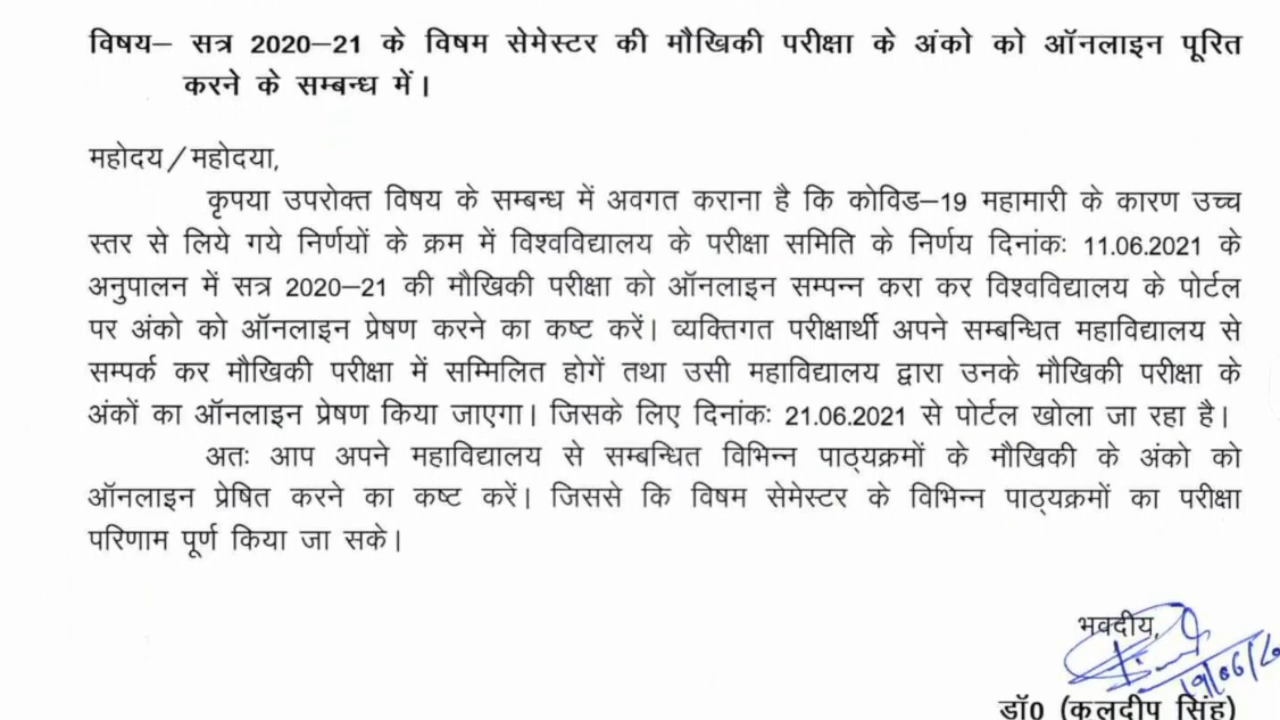 विषय– सत्र 2020–21 के विषम सेमेस्टर की मौखिकी परीक्षा के अंको को ऑनलाइन पूरित
करने के सम्बन्ध में।
महोदय/महोदया,
कृपया उपरोक्त विषय के सम्बन्ध में अवगत कराना है कि कोविड–19 महामारी के कारण उच्च
स्तर से लिये गये निर्णयों के क्रम में विश्वविद्यालय के परीक्षा समिति के निर्णय दिनांकः 11.06.2021 के
अनुपालन में सत्र 2020–21 की मौखिकी परीक्षा को ऑनलाइन सम्पन्न करा कर विश्वविद्यालय के पोर्टल
पर अंको को ऑनलाइन प्रेषण करने का कष्ट करें। व्यक्तिगत परीक्षार्थी अपने सम्बन्धित महाविद्यालय से
सम्पर्क कर मौखिकी परीक्षा में सम्मिलित होगें तथा उसी महाविद्यालय द्वारा उनके मौखिकी परीक्षा के
अंकों का ऑनलाइन प्रेषण किया जाएगा। जिसके लिए दिनांकः 21.06.2021 से पोर्टल खोला जा रहा है।
अतः आप अपने महाविद्यालय से सम्बन्धित विभिन्न पाठ्यक्रमों के मौखिकी के अंको को
ऑनलाइन प्रेषित करने का कष्ट करें। जिससे कि विषम सेमेस्टर के विभिन्न पाठ्यक्रमों का परीक्षा
परिणाम पूर्ण किया जा सके।
भवदीय,
19/06/2
डॉ0 (कुलदीप सिंह)